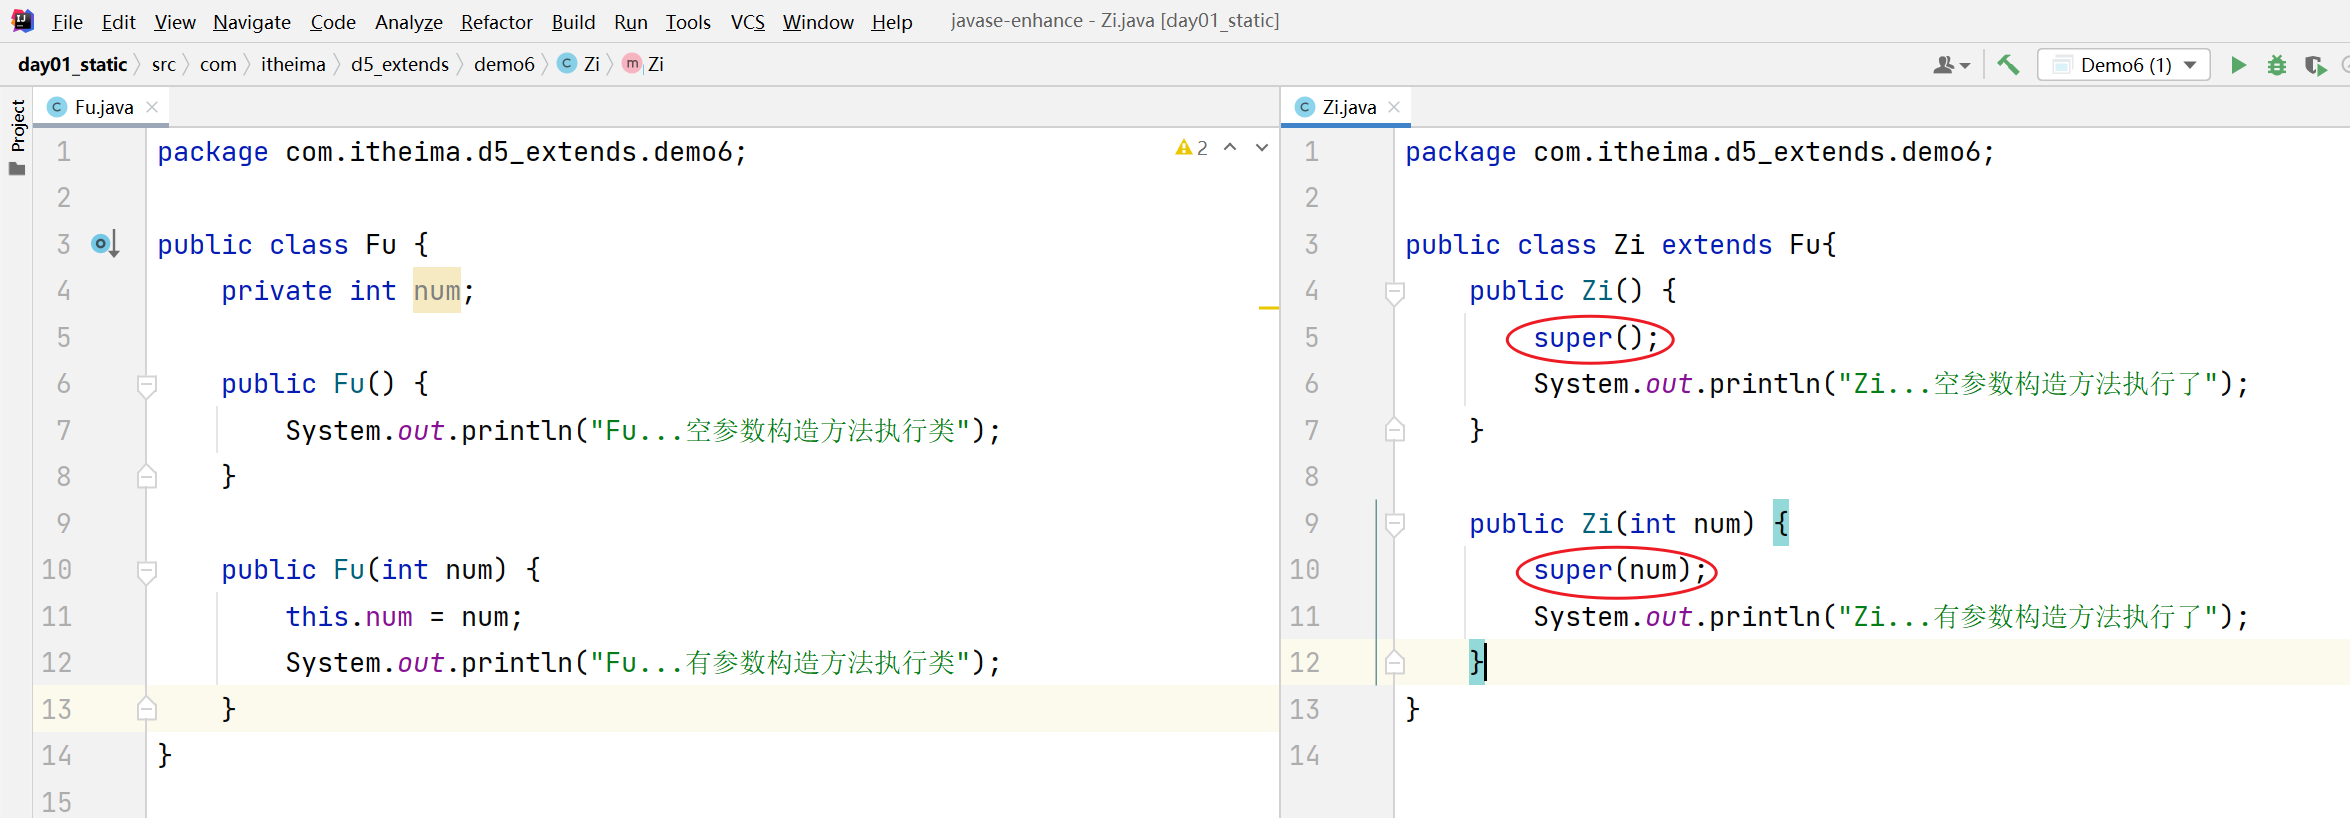 File Edit View Navigate Code Analyze Refactor Build Run Tools VCS Window Help javase-enhance - Zi.java [day01_static]
day01_static src com itheima d5_extends demo6 Zi Zi Demo6 (1)
Project
Fu.java
1 package com.itheima.d5_extends.demo6;
2
3 public class Fu {
4 private int num;
5
6 public Fu() {
7 System.out.println("Fu...空参数构造方法执行类");
8 }
9
10 public Fu(int num) {
11 this.num = num;
12 System.out.println("Fu...有参数构造方法执行类");
13 }
14 }
15
2
Zi.java
1 package com.itheima.d5_extends.demo6;
2
3 public class Zi extends Fu{
4 public Zi() {
5 super();
6 System.out.println("Zi...空参数构造方法执行了");
7 }
8
9 public Zi(int num) {
10 super(num);
11 System.out.println("Zi...有参数构造方法执行了");
12 }
13 }
14